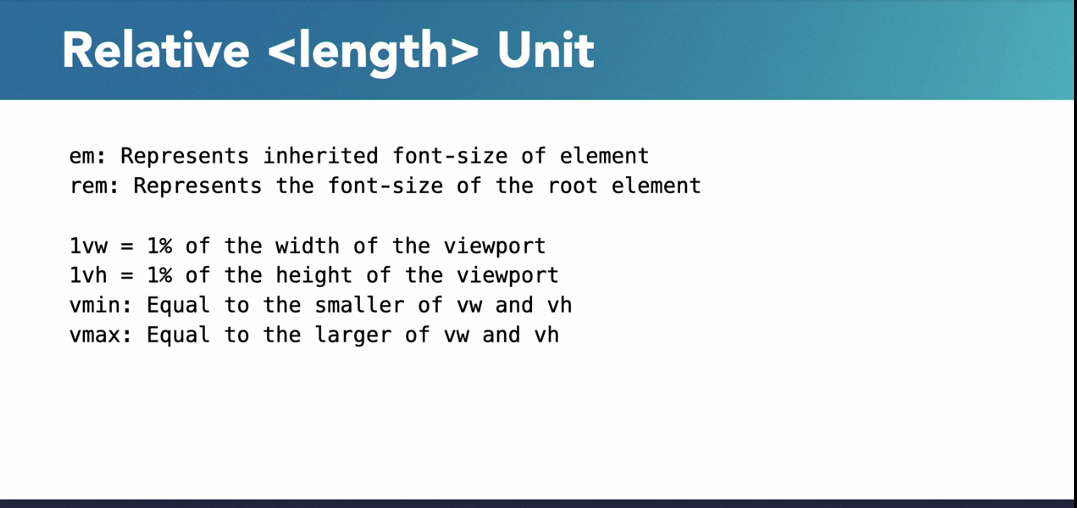 Relative <length> Unit
em: Represents inherited font-size of element
rem: Represents the font-size of the root element
1vw = 1% of the width of the viewport
1vh = 1% of the height of the viewport
vmin: Equal to the smaller of vw and vh
vmax: Equal to the larger of vw and vh